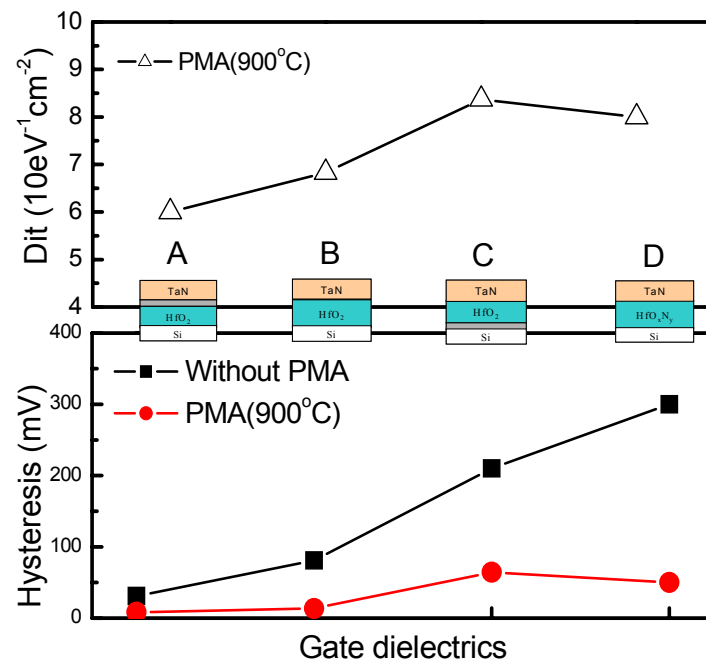 10
9
8
7
6
5
4
Dit (10eV⁻¹cm⁻²)
PMA(900°C)
A B C D
TaN TaN TaN TaN
HfO₂ HfO₂ HfO₂ HfOₓNᵧ
Si Si Si Si
400
300
200
100
0
Hysteresis (mV)
Without PMA
PMA(900°C)
Gate dielectrics